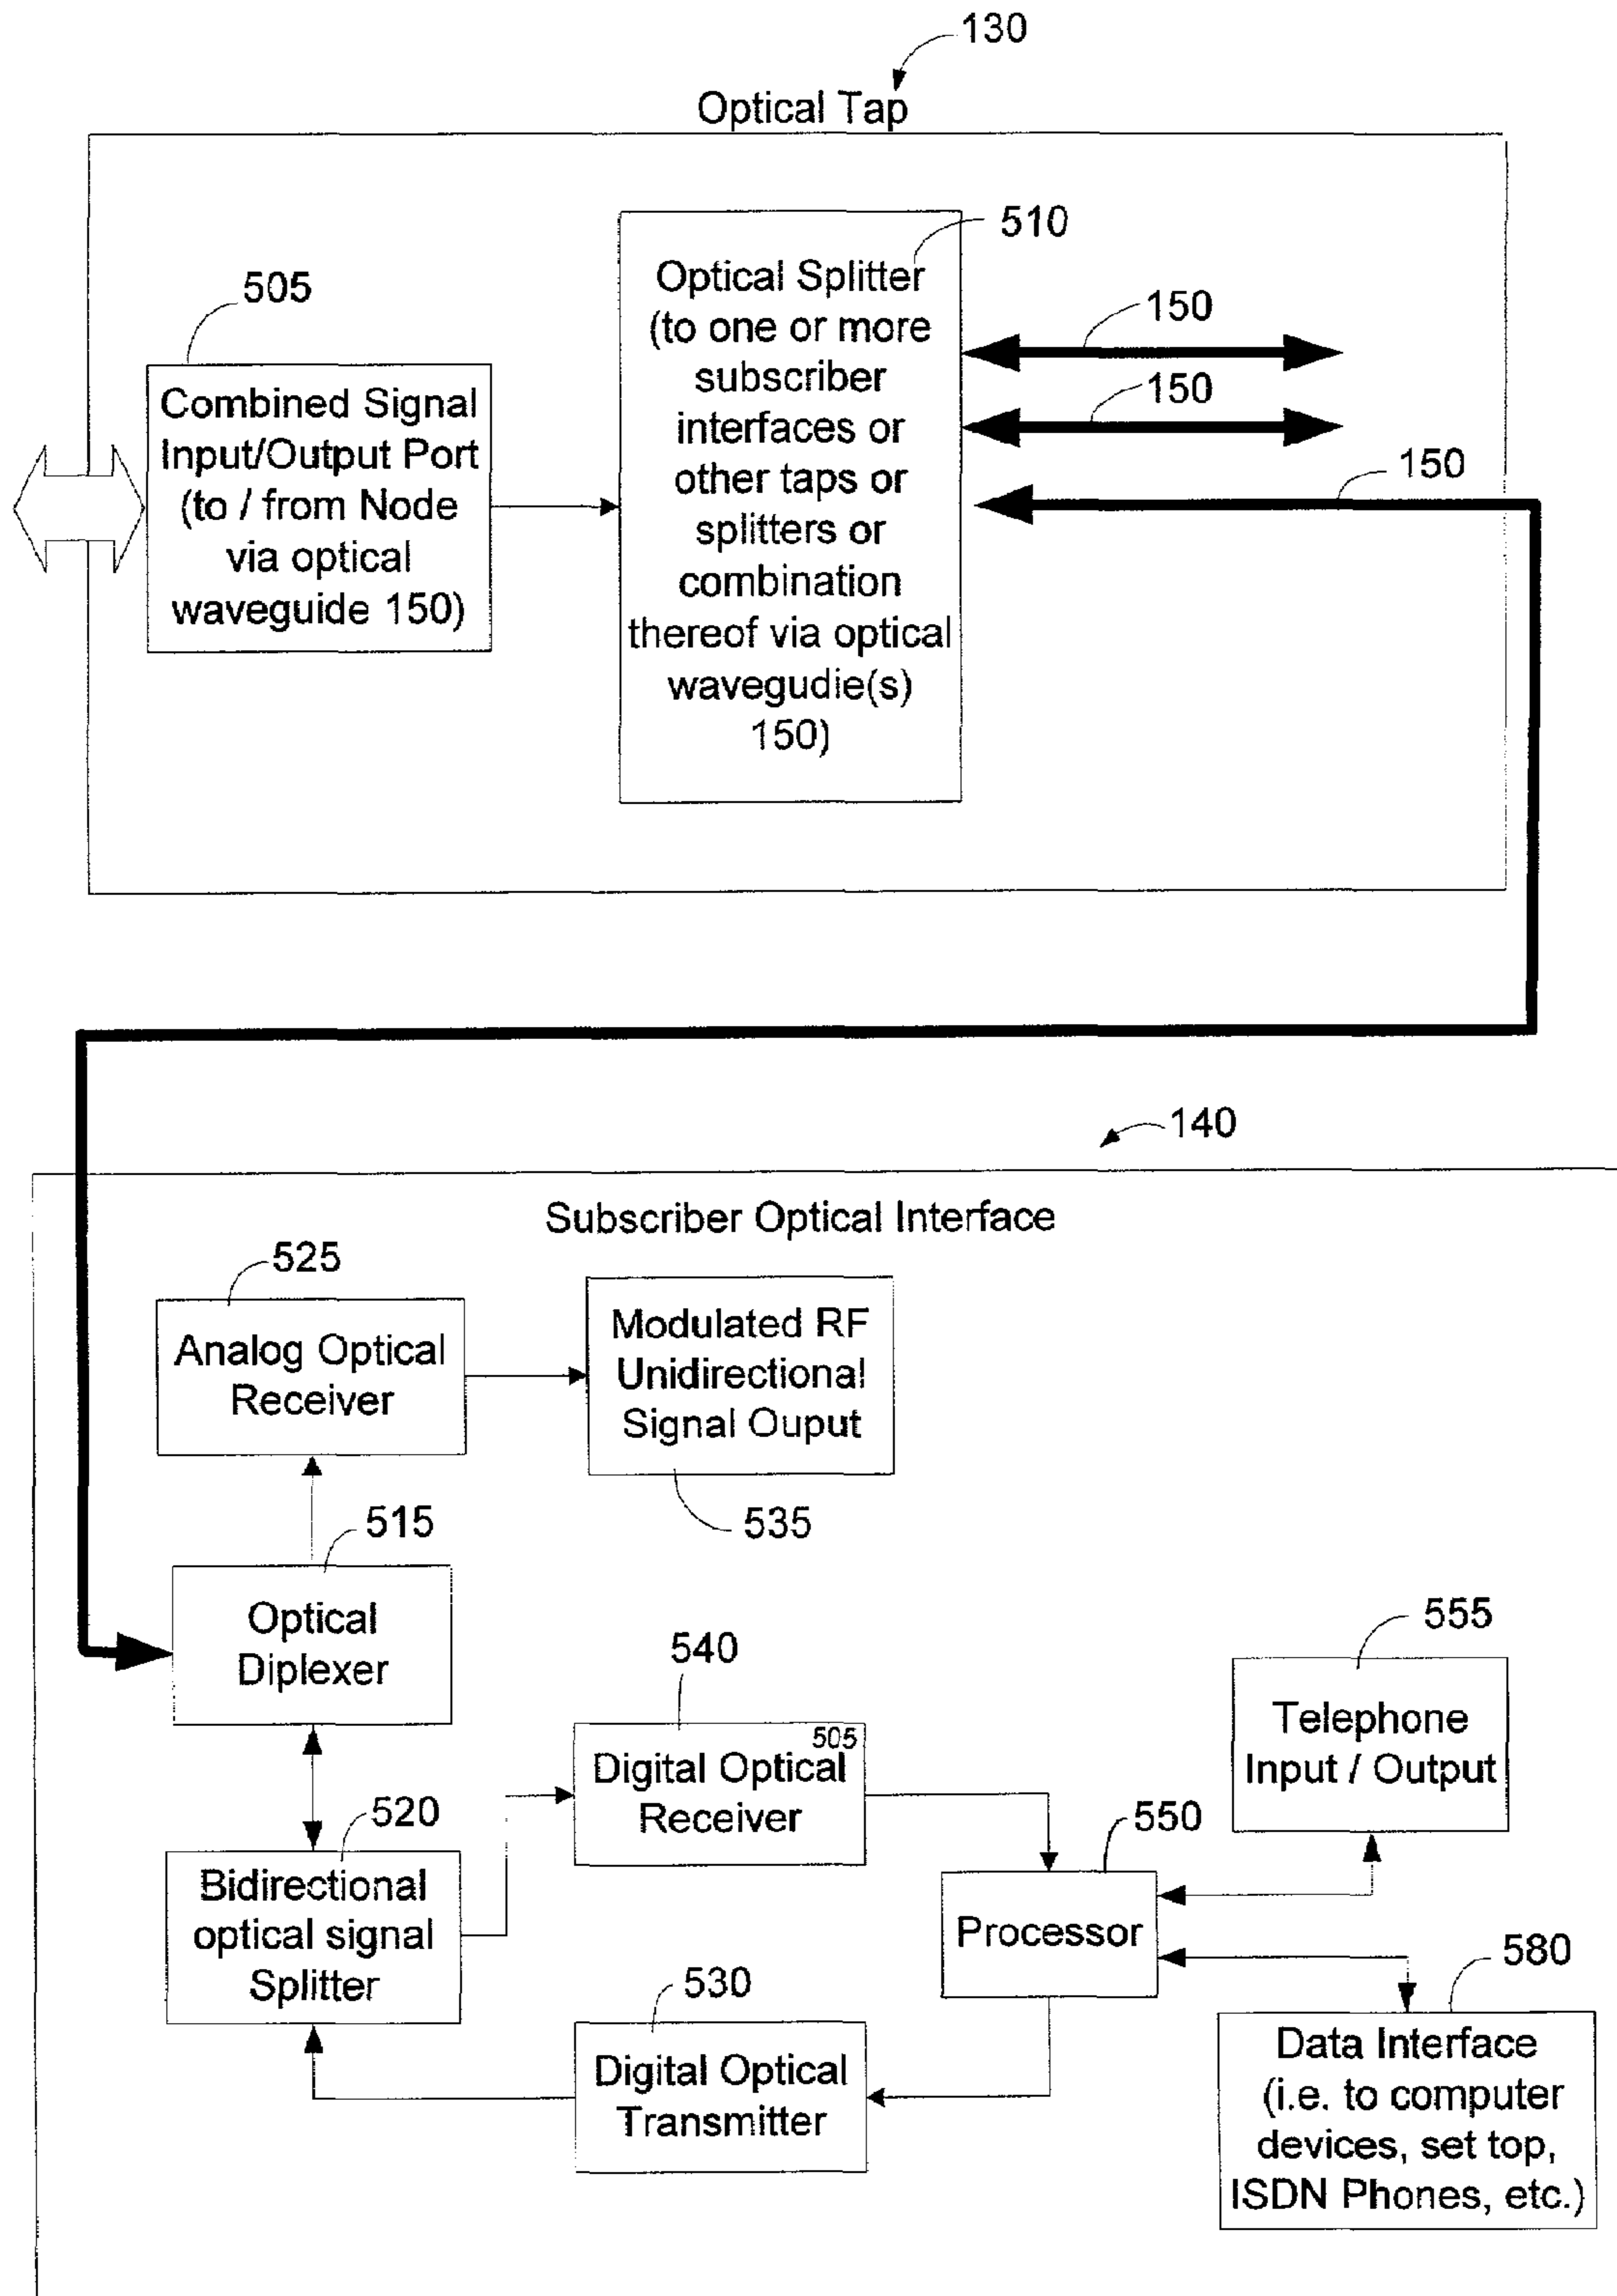 130
Optical Tap
510
505
Optical Splitter
(to one or more
subscriber
interfaces or
other taps or
splitters or
combination
thereof via optical
wavegudie(s)
150)
150
150
150
Combined Signal
Input/Output Port
(to / from Node
via optical
waveguide 150)
140
Subscriber Optical Interface
525
Analog Optical
Receiver
Modulated RF
Unidirectional
Signal Ouput
535
515
Optical
Diplexer
540
505
Digital Optical
Receiver
555
Telephone
Input / Output
520
Bidirectional
optical signal
Splitter
550
Processor
530
Digital Optical
Transmitter
580
Data Interface
(i.e. to computer
devices, set top,
ISDN Phones, etc.)